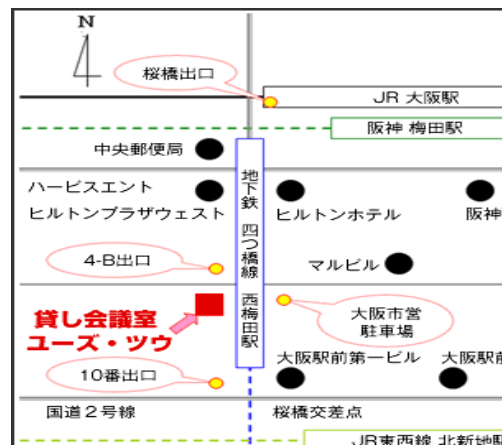 N
桜橋出口
JR 大阪駅
阪神 梅田駅
中央郵便局
ハービスエント
ヒルトンプラザウェスト
地下鉄 四つ橋線 西梅田駅
ヒルトンホテル
阪神
4-B出口
マルビル
貸し会議室
ユーズ・ツウ
大阪市営
駐車場
大阪駅前第一ビル
大阪駅前
10番出口
国道２号線
桜橋交差点
JR東西線 北新地駅